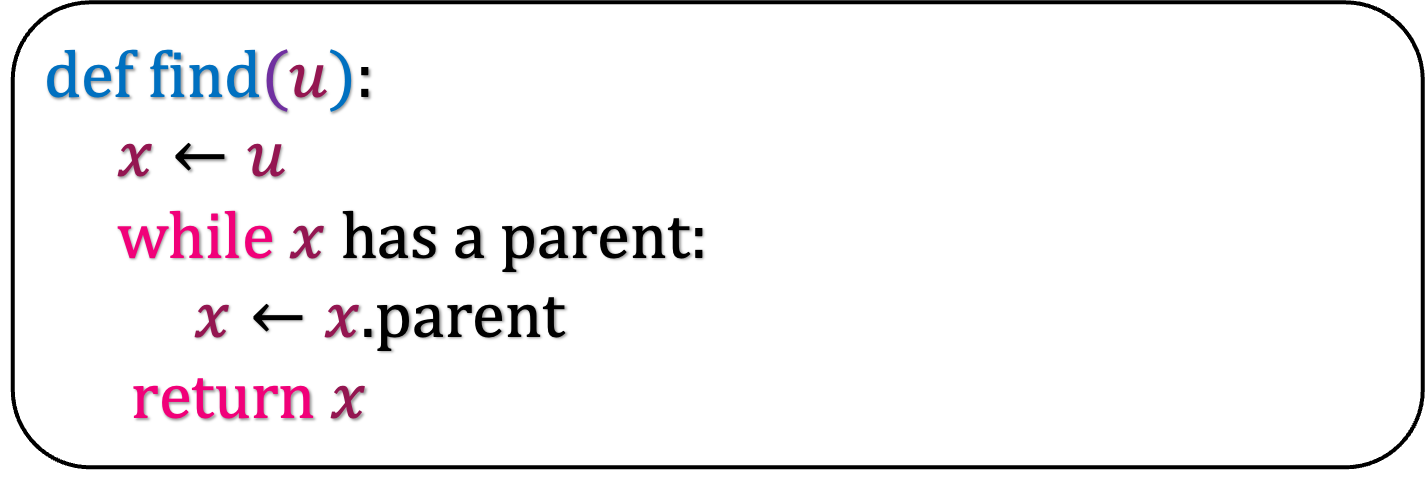 def find(u):
x ← u
while x has a parent:
x ← x.parent
return x